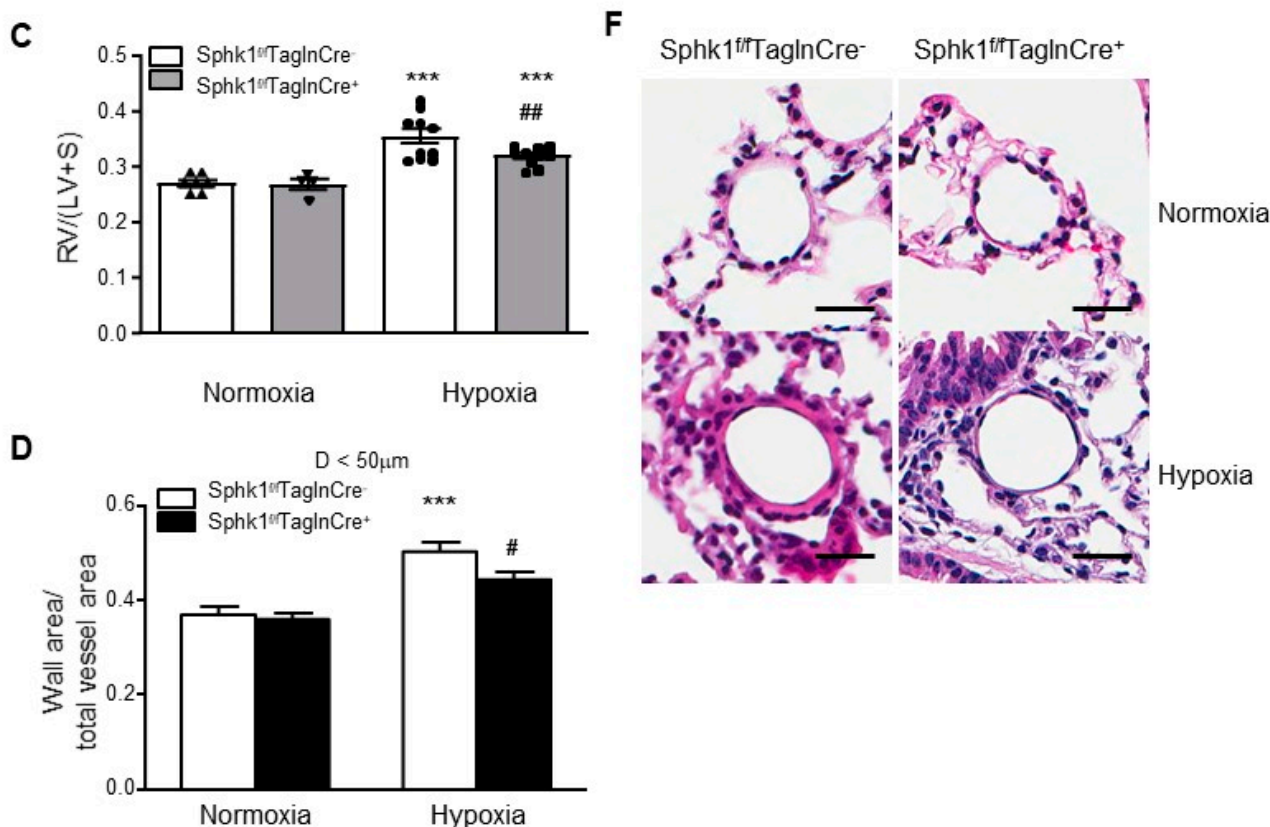 C
Sphk1f/fTaglnCre-
Sphk1f/fTaglnCre+
0.5
0.4
0.3
0.2
0.1
0.0
RV/(LV+S)
***
***
##
Normoxia
Hypoxia
D
D < 50μm
Sphk1f/fTaglnCre-
Sphk1f/fTaglnCre+
0.6
0.4
0.2
0.0
Wall area/
total vessel area
***
#
Normoxia
Hypoxia
F
Sphk1f/fTaglnCre-
Sphk1f/fTaglnCre+
Normoxia
Hypoxia